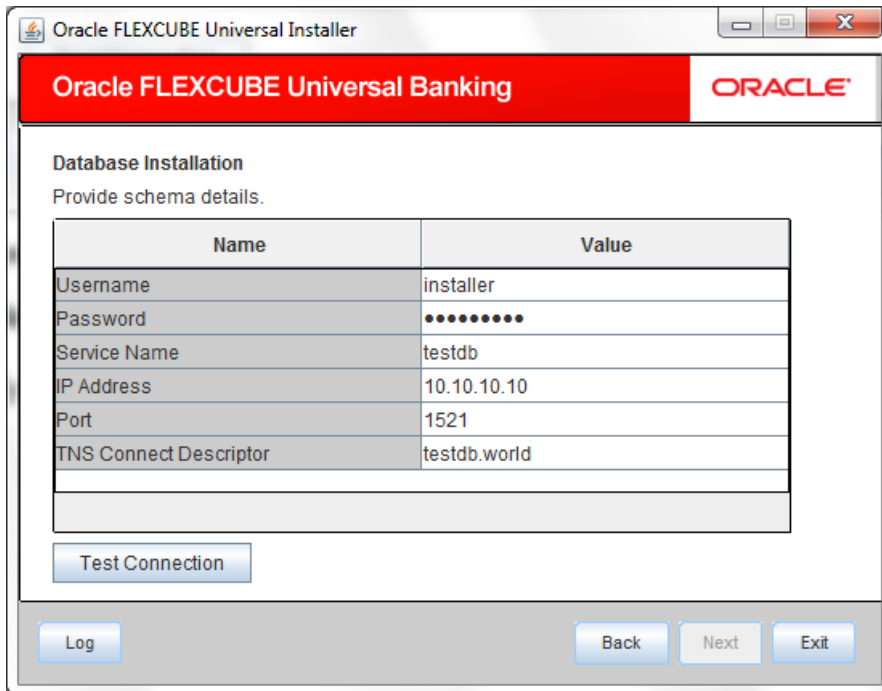 Oracle FLEXCUBE Universal Installer
Oracle FLEXCUBE Universal Banking ORACLE
Database Installation
Provide schema details.
Name Value
Username installer
Password •••••••••
Service Name testdb
IP Address 10.10.10.10
Port 1521
TNS Connect Descriptor testdb.world
Test Connection
Log Back Next Exit